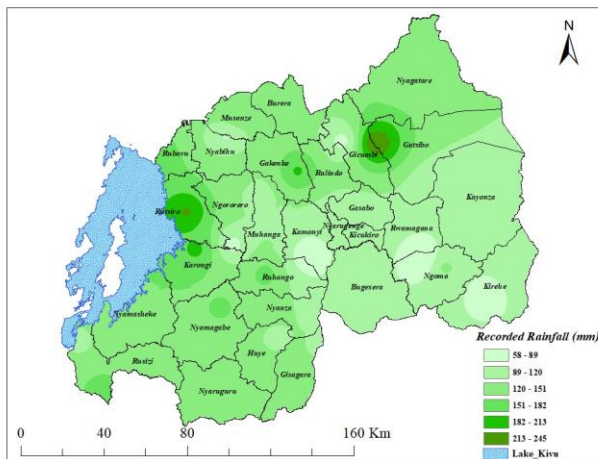 N
Nyagatare
Burera
Musanze
Rubavu
Nyabihu
Gakenke
Gicumbi
Gatsibo
Rulindo
Rutsiro
Ngororero
Gasabo
Kayonza
Muhanga
Kamonyi
Nyarugenge
Kicukiro
Rwamagana
Karongi
Ruhango
Bugesera
Ngoma
Kirehe
Nyamasheke
Nyanza
Nyamagabe
Rusizi
Huye
Gisagara
Nyaruguru
Recorded Rainfall (mm)
58 - 89
89 - 120
120 - 151
151 - 182
182 - 213
213 - 245
Lake_Kivu
0 40 80 160 Km